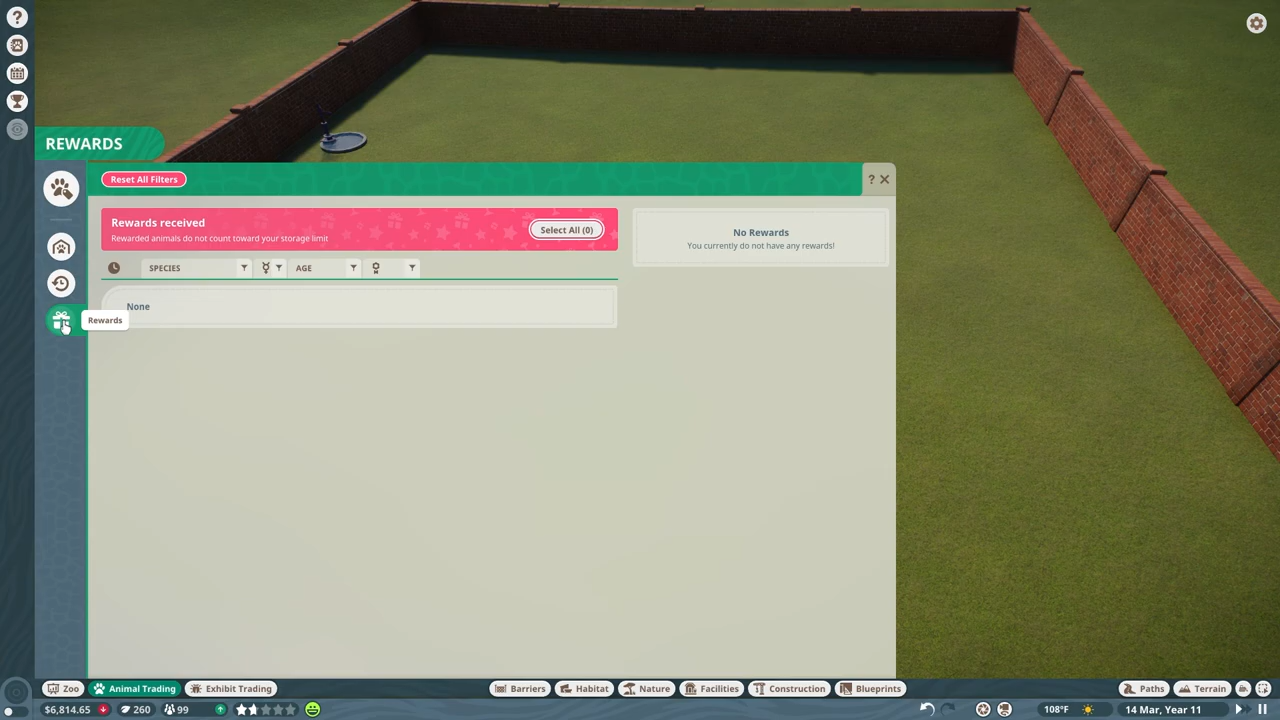 REWARDS
Reset All Filters
?
Rewards received
Rewarded animals do not count toward your storage limit
Select All (0)
No Rewards
You currently do not have any rewards!
SPECIES
AGE
None
Rewards
Zoo
Animal Trading
Exhibit Trading
Barriers
Habitat
Nature
Facilities
Construction
Blueprints
Paths
Terrain
$6,814.65
260
99
108°F
14 Mar, Year 11